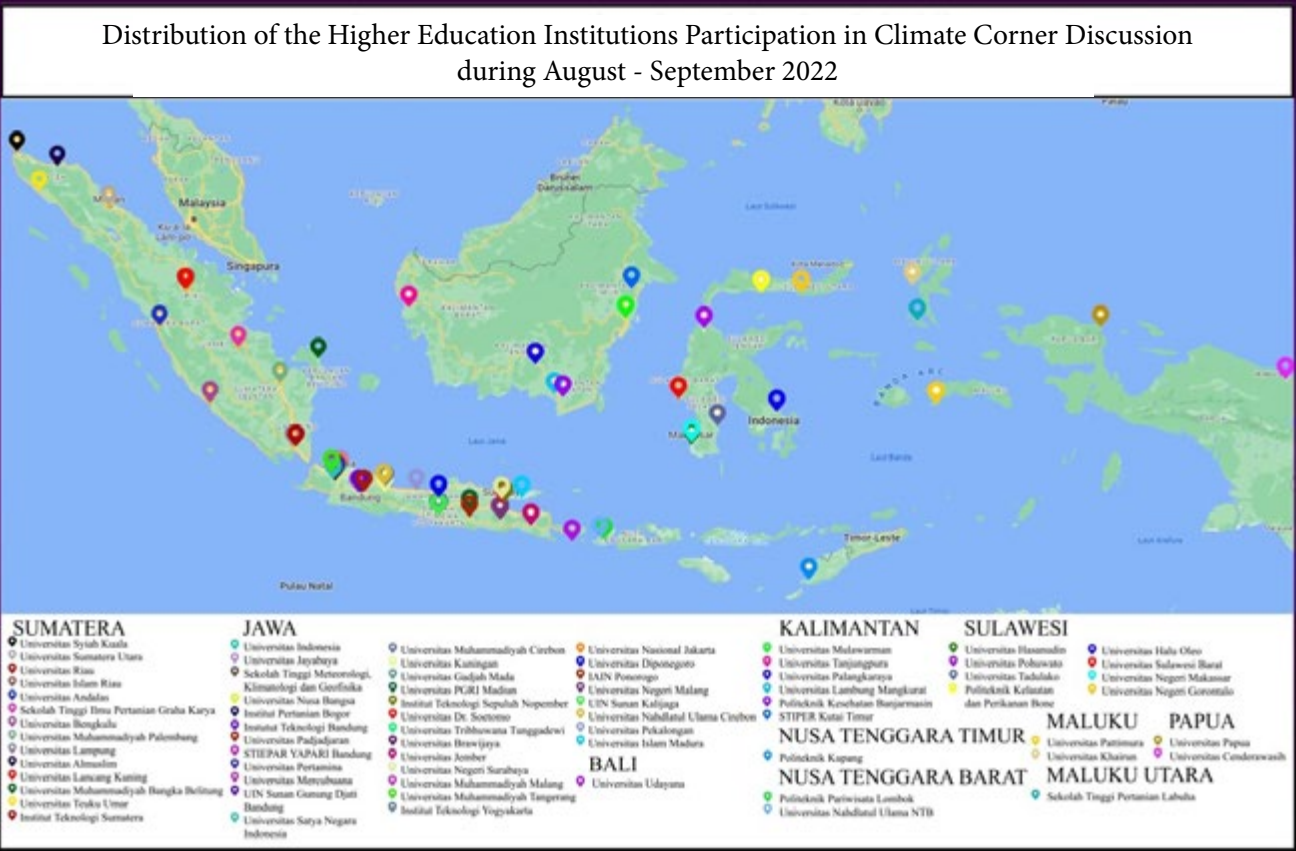 Distribution of the Higher Education Institutions Participation in Climate Corner Discussion
during August - September 2022
Malaysia
Singapura
Brunei
Darussalam
Bandung
Indonesia
Timor-Leste
Pulau Natal
Laut Sulawesi
Laut Jawa
Laut Banda
SUMATERA
Universitas Syiah Kuala
Universitas Sumatera Utara
Universitas Riau
Universitas Islam Riau
Universitas Andalas
Sekolah Tinggi Ilmu Pertanian Graha Karya
Universitas Bengkulu
Universitas Muhammadiyah Palembang
Universitas Lampung
Universitas Almuslim
Universitas Lancang Kuning
Universitas Muhammadiyah Bangka Belitung
Universitas Teuku Umar
Institut Teknologi Sumatera
JAWA
Universitas Indonesia
Universitas Jayabaya
Sekolah Tinggi Meteorologi,
Klimatologi dan Geofisika
Universitas Nusa Bangsa
Institut Pertanian Bogor
Universitas Padjadjaran
STIEPAR YAPARI Bandung
Universitas Pertamina
Universitas Mercubuana
UIN Sunan Gunung Djati
Bandung
Universitas Satya Negara
Indonesia
Universitas Muhammadiyah Cirebon
Universitas Kuningan
Universitas Gadjah Mada
Universitas PGRI Madiun
Institut Teknologi Sepuluh Nopember
Universitas Dr. Soetomo
Universitas Tribhuwana Tunggadewi
Universitas Brawijaya
Universitas Jember
Universitas Negeri Surabaya
Universitas Muhammadiyah Malang
Universitas Muhammadiyah Tangerang
Institut Teknologi Yogyakarta
Universitas Nasional Jakarta
Universitas Diponegoro
IAIN Ponorogo
Universitas Negeri Malang
UIN Sunan Kalijaga
Universitas Nahdlatul Ulama Cirebon
Universitas Pekalongan
Universitas Islam Madura
BALI
Universitas Udayana
KALIMANTAN
Universitas Mulawarman
Universitas Tanjungpura
Universitas Palangkaraya
Universitas Lambung Mangkurat
Politeknik Kesehatan Banjarmasin
STIPER Kutai Timur
NUSA TENGGARA TIMUR
Politeknik Kupang
NUSA TENGGARA BARAT
Politeknik Pariwisata Lombok
Universitas Nahdlatul Ulama NTB
SULAWESI
Universitas Hasanudin
Universitas Pohuwato
Universitas Tadulako
Politeknik Kelautan
dan Perikanan Bone
Universitas Halu Oleo
Universitas Sulawesi Barat
Universitas Negeri Makassar
Universitas Negeri Gorontalo
MALUKU
Universitas Pattimura
Universitas Khairun
PAPUA
Universitas Papua
Universitas Cenderawasih
MALUKU UTARA
Sekolah Tinggi Pertanian Labuha